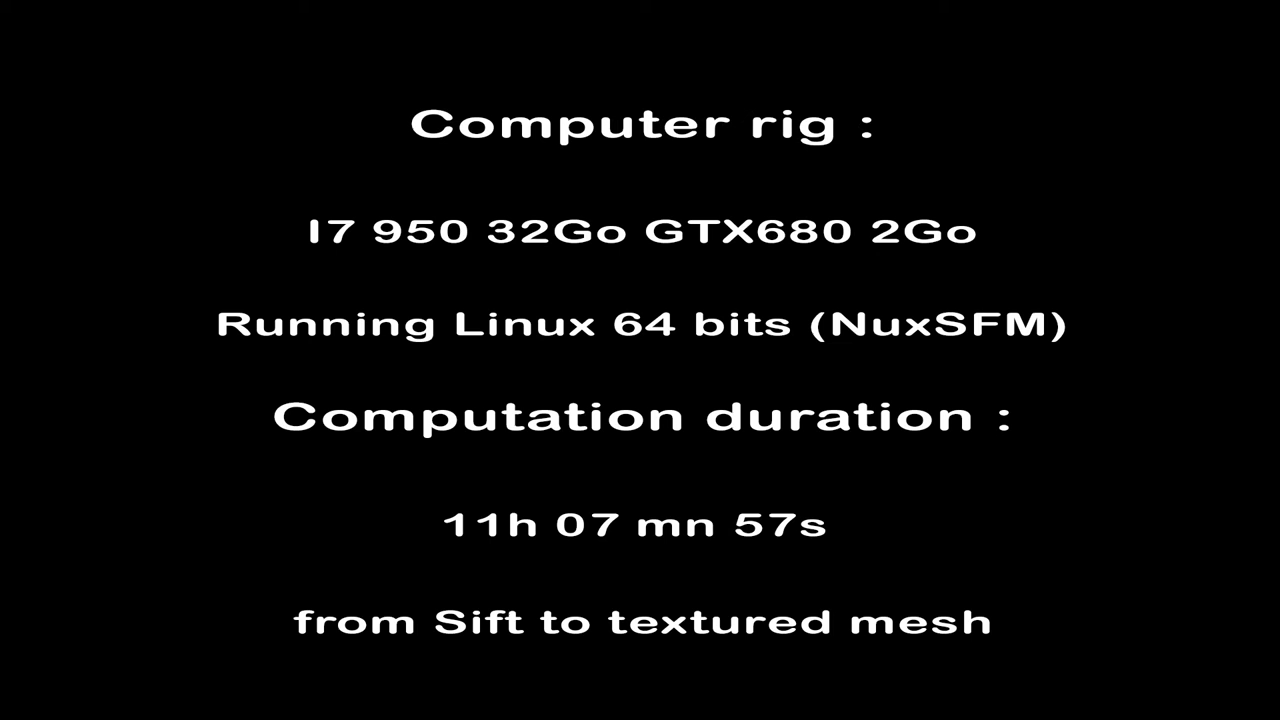 Computer rig :
I7 950 32Go GTX680 2Go
Running Linux 64 bits (NuxSFM)
Computation duration :
11h 07 mn 57s
from Sift to textured mesh